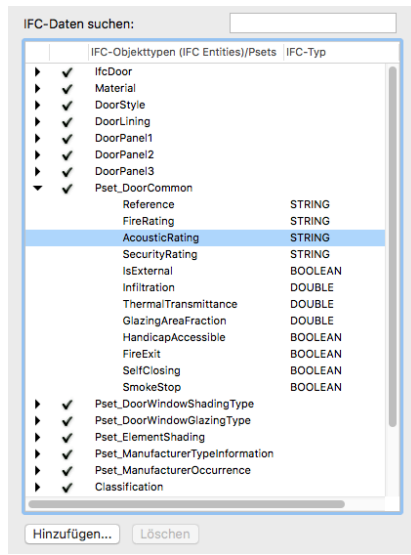 IFC-Daten suchen:
IFC-Objekttypen (IFC Entities)/Psets IFC-Typ
IfcDoor
Material
DoorStyle
DoorLining
DoorPanel1
DoorPanel2
DoorPanel3
Pset_DoorCommon
Reference STRING
FireRating STRING
AcousticRating STRING
SecurityRating STRING
IsExternal BOOLEAN
Infiltration DOUBLE
ThermalTransmittance DOUBLE
GlazingAreaFraction DOUBLE
HandicapAccessible BOOLEAN
FireExit BOOLEAN
SelfClosing BOOLEAN
SmokeStop BOOLEAN
Pset_DoorWindowShadingType
Pset_DoorWindowGlazingType
Pset_ElementShading
Pset_ManufacturerTypeInformation
Pset_ManufacturerOccurrence
Classification
Hinzufügen... Löschen